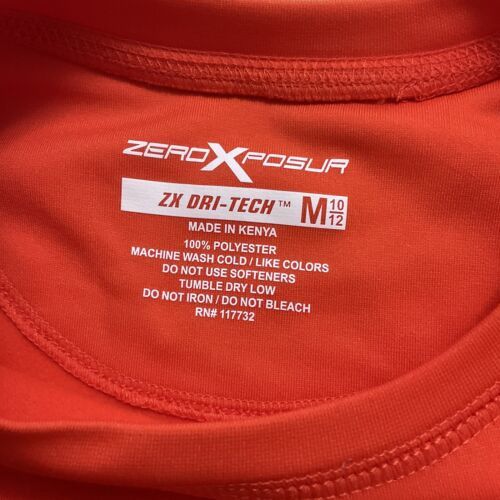 ZEROXPOSUR
ZX DRI-TECH™ M 10/12
MADE IN KENYA
100% POLYESTER
MACHINE WASH COLD / LIKE COLORS
DO NOT USE SOFTENERS
TUMBLE DRY LOW
DO NOT IRON / DO NOT BLEACH
RN# 117732